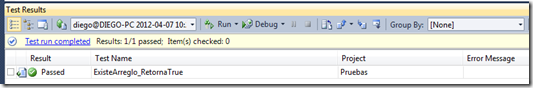 Test Results
diego@DIEGO-PC 2012-04-07 10: Run Debug Group By: [None]
Test run completed Results: 1/1 passed; Item(s) checked: 0
Result Test Name Project Error Message
Passed ExisteArreglo_RetornaTrue Pruebas